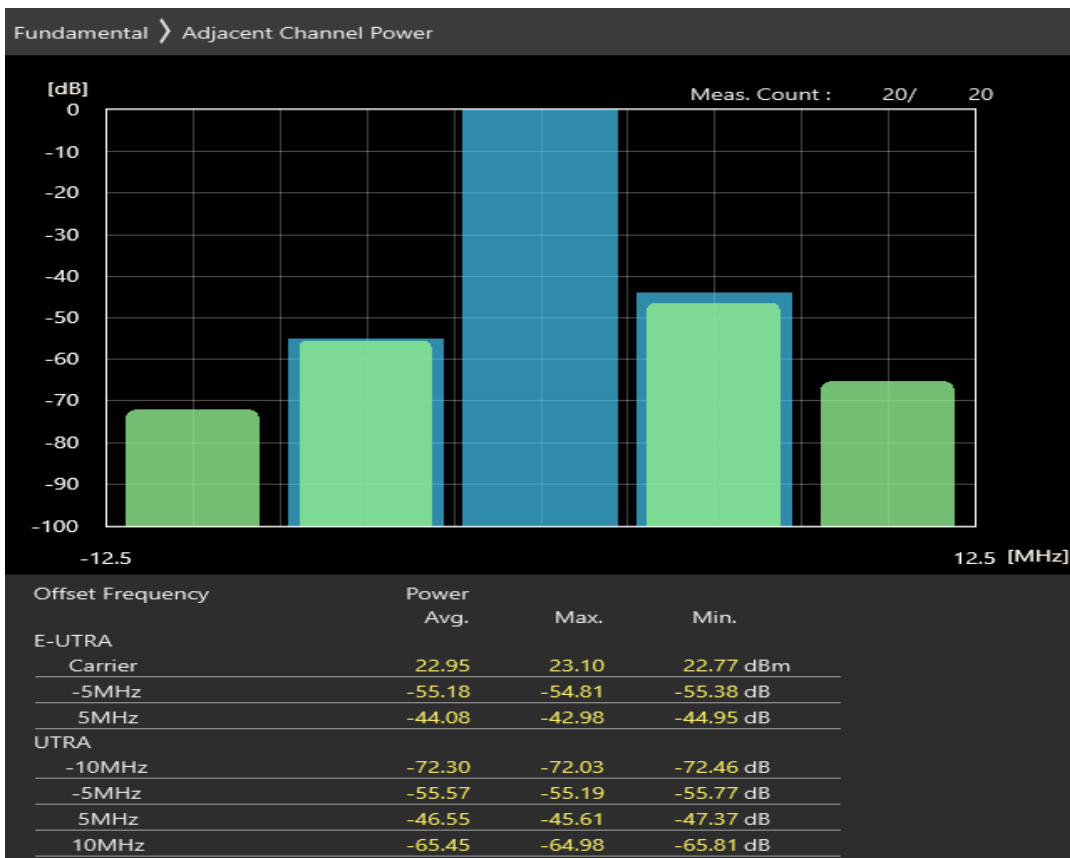 Fundamental 》 Adjacent Channel Power
[dB]
Meas. Count : 20/ 20
0
-10
-20
-30
-40
-50
-60
-70
-80
-90
-100
-12.5 12.5 [MHz]
Offset Frequency Power
Avg. Max. Min.
E-UTRA
Carrier 22.95 23.10 22.77 dBm
-5MHz -55.18 -54.81 -55.38 dB
5MHz -44.08 -42.98 -44.95 dB
UTRA
-10MHz -72.30 -72.03 -72.46 dB
-5MHz -55.57 -55.19 -55.77 dB
5MHz -46.55 -45.61 -47.37 dB
10MHz -65.45 -64.98 -65.81 dB